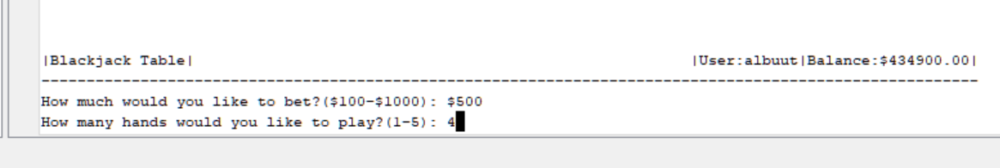 |Blackjack Table| |User:albuut|Balance:$434900.00|
--------------------------------------------------------------------------------------------------------
How much would you like to bet?($100-$1000): $500
How many hands would you like to play?(1-5): 4